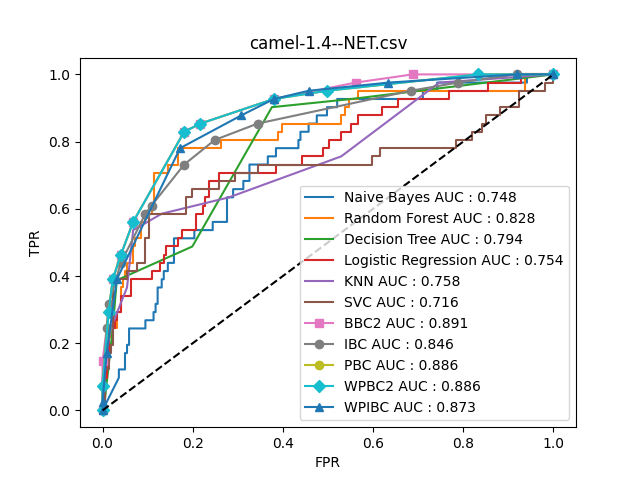 camel-1.4--NET.csv
TPR
1.0
0.8
0.6
0.4
0.2
0.0
Naive Bayes AUC : 0.748
Random Forest AUC : 0.828
Decision Tree AUC : 0.794
Logistic Regression AUC : 0.754
KNN AUC : 0.758
SVC AUC : 0.716
BBC2 AUC : 0.891
IBC AUC : 0.846
PBC AUC : 0.886
WPBC2 AUC : 0.886
WPIBC AUC : 0.873
0.0 0.2 0.4 0.6 0.8 1.0
FPR